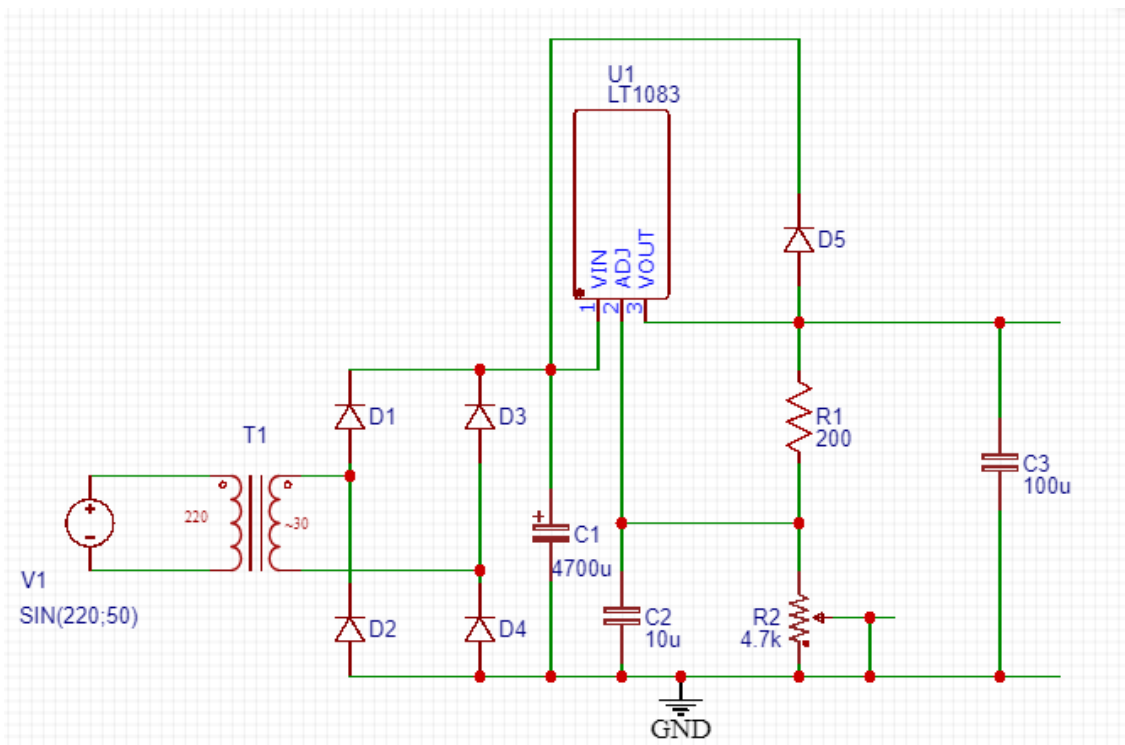 U1
LT1083
VIN
ADJ
VOUT
1
2
3
D5
D1
D3
T1
R1
200
C3
100u
220
~30
+
-
V1
SIN(220;50)
+
C1
4700u
D2
D4
C2
10u
R2
4.7k
GND